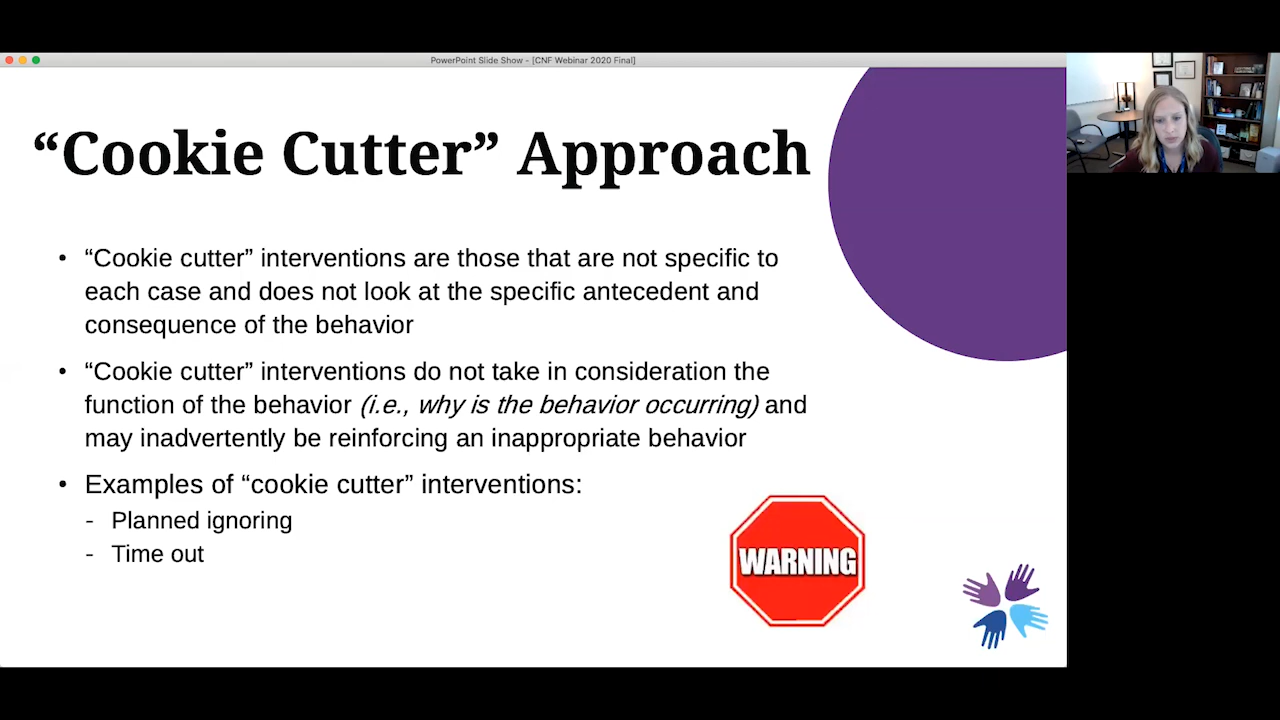 PowerPoint Slide Show - [CNF Webinar 2020 Final]
“Cookie Cutter” Approach
• “Cookie cutter” interventions are those that are not specific to
each case and does not look at the specific antecedent and
consequence of the behavior
• “Cookie cutter” interventions do not take in consideration the
function of the behavior (i.e., why is the behavior occurring) and
may inadvertently be reinforcing an inappropriate behavior
• Examples of “cookie cutter” interventions:
- Planned ignoring
- Time out
WARNING